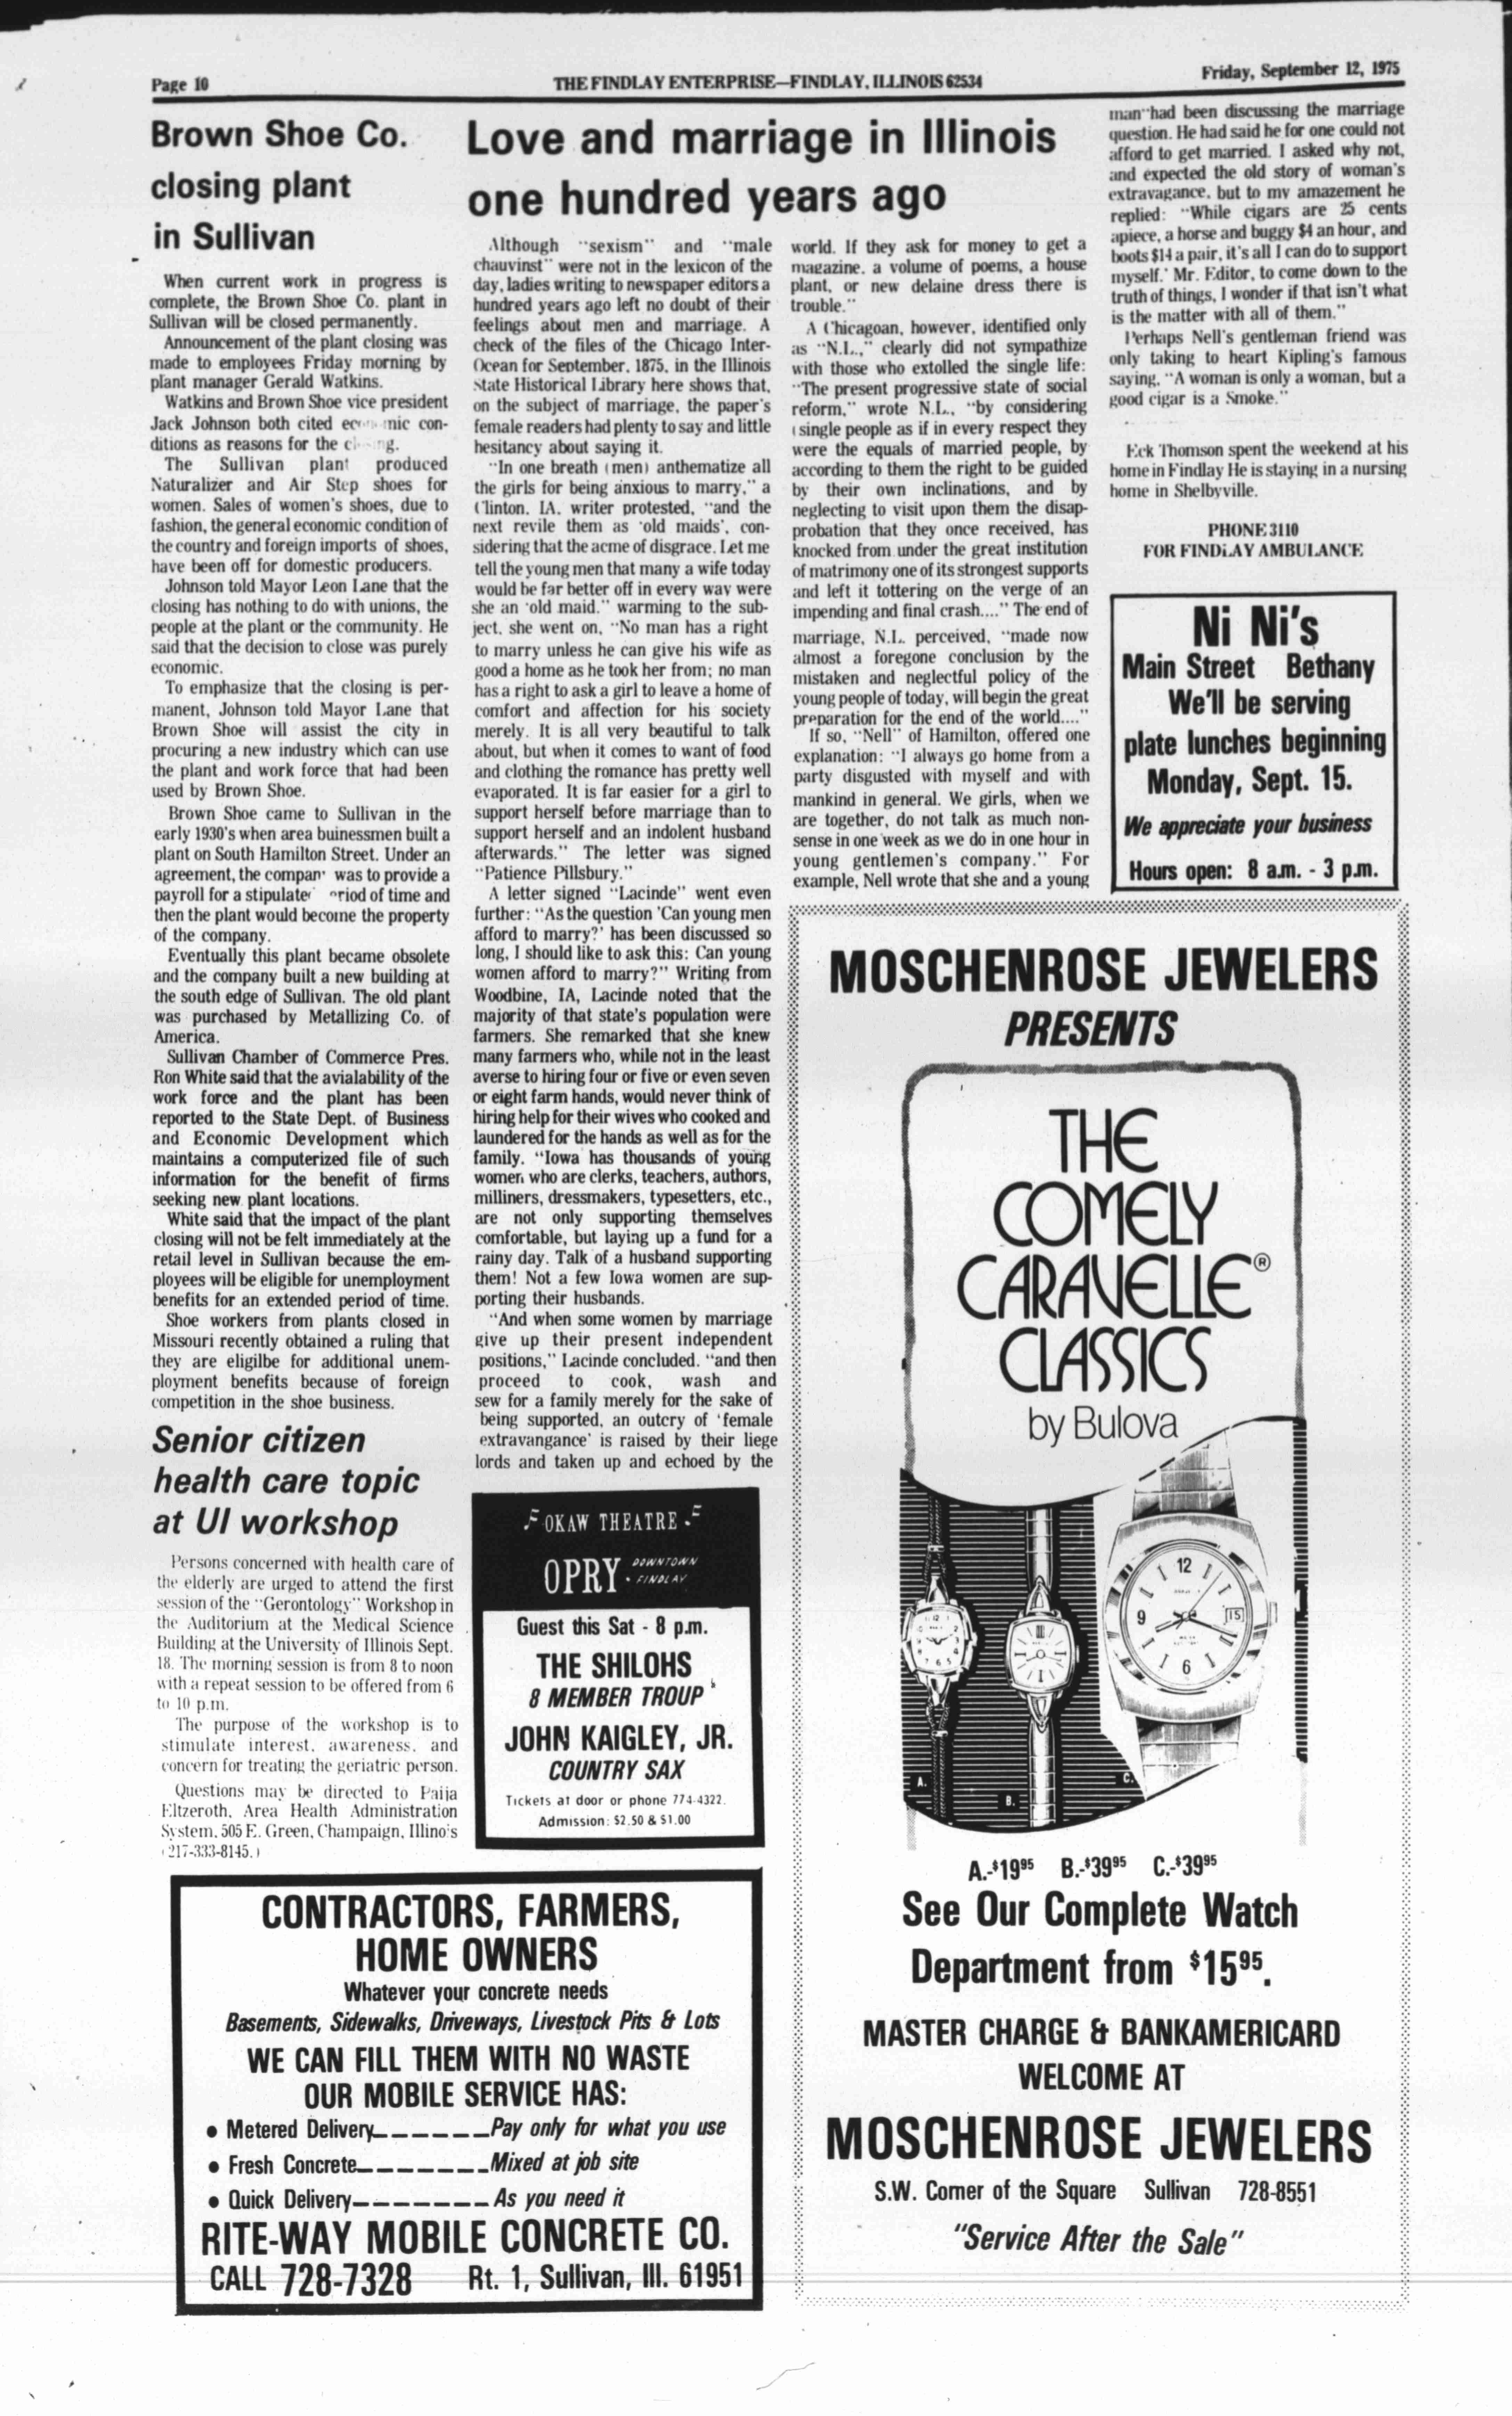 Page 10
THE FINDLAY ENTERPRISE—FINDLAY, ILLINOIS 62534
Friday, September 12, 1975
Brown Shoe Co.
closing plant
in Sullivan
When current work in progress is
complete, the Brown Shoe Co. plant in
Sullivan will be closed permanently.
Announcement of the plant closing was
made to employees Friday morning by
plant manager Gerald Watkins.
Watkins and Brown Shoe vice president
Jack Johnson both cited con-
ditions as reasons for the
The Sullivan plant produced
Naturalizer and Air Step shoes for
women. Sales of women's shoes, due to
fashion, the general economic condition of
the country and foreign imports of shoes,
have been off for domestic producers.
Johnson told Mayor Leon Lane that the
closing has nothing to do with unions, the
people at the plant or the community. He
said that the decision to close was purely
economic.
To emphasize that the closing is per-
manent, Johnson told Mayor Lane that
Brown Shoe will assist the city in
procuring a new industry which can use
the plant and work force that had been
used by Brown Shoe.
Brown Shoe came to Sullivan in the
early 1930's when area buinessmen built a
plant on South Hamilton Street. Under an
agreement, the compan was to provide a
payroll for a of time and
then the plant would become the property
of the company.
Eventually this plant became obsolete
and the company built a new building at
the south edge of Sullivan. The old plant
was purchased by Metallizing Co. of
America.
Sullivan Chamber of Commerce Pres.
Ron White said that the avialability of the
work force and the plant has been
reported to the State Dept. of Business
and Economic Development which
maintains a computerized file of such
information for the benefit of firms
seeking new plant locations.
White said that the impact of the plant
closing will not be felt immediately at the
retail level in Sullivan because the em-
ployees will be eligible for unemployment
benefits for an extended period of time.
Shoe workers from plants closed in
Missouri recently obtained a ruling that
they are eligilbe for additional unem-
ployment benefits because of foreign
competition in the shoe business.
Senior citizen
health care topic
at UI workshop
Persons concerned with health care of
the elderly are urged to attend the first
session of the "Gerontology" Workshop in
the Auditorium at the Medical Science
Building at the University of Illinois Sept.
18. The morning session is from 8 to noon
with a repeat session to be offered from 6
to 10 p.m.
The purpose of the workshop is to
stimulate interest, awareness, and
concern for treating the geriatric person.
Questions may be directed to Paija
Eltzeroth, Area Health Administration
System, 505 E. Green, Champaign, Illinois
(217-333-8145.)
Love and marriage in Illinois
one hundred years ago
Although "sexism" and "male
chauvinst" were not in the lexicon of the
day, ladies writing to newspaper editors a
hundred years ago left no doubt of their
feelings about men and marriage. A
check of the files of the Chicago Inter-
Ocean for September, 1875, in the Illinois
State Historical Library here shows that,
on the subject of marriage, the paper's
female readers had plenty to say and little
hesitancy about saying it.
"In one breath (men) anthematize all
the girls for being anxious to marry," a
Clinton, IA. writer protested, "and the
next revile them as 'old maids', con-
sidering that the acme of disgrace. Let me
tell the young men that many a wife today
would be far better off in every way were
she an 'old maid." warming to the sub-
ject, she went on, "No man has a right
to marry unless he can give his wife as
good a home as he took her from; no man
has a right to ask a girl to leave a home of
comfort and affection for his society
merely. It is all very beautiful to talk
about, but when it comes to want of food
and clothing the romance has pretty well
evaporated. It is far easier for a girl to
support herself before marriage than to
support herself and an indolent husband
afterwards." The letter was signed
"Patience Pillsbury."
A letter signed "Lacinde" went even
further: "As the question 'Can young men
afford to marry?' has been discussed so
long, I should like to ask this: Can young
women afford to marry?" Writing from
Woodbine, IA, Lacinde noted that the
majority of that state's population were
farmers. She remarked that she knew
many farmers who, while not in the least
averse to hiring four or five or even seven
or eight farm hands, would never think of
hiring help for their wives who cooked and
laundered for the hands as well as for the
family. "Iowa has thousands of young
women who are clerks, teachers, authors,
milliners, dressmakers, typesetters, etc.,
are not only supporting themselves
comfortable, but laying up a fund for a
rainy day. Talk of a husband supporting
them! Not a few Iowa women are sup-
porting their husbands.
"And when some women by marriage
give up their present independent
positions," Lacinde concluded, "and then
proceed to cook, wash and
sew for a family merely for the sake of
being supported, an outcry of 'female
extravangance' is raised by their liege
lords and taken up and echoed by the
world. If they ask for money to get a
magazine, a volume of poems, a house
plant, or new delaine dress there is
trouble."
A Chicagoan, however, identified only
as "N.L.," clearly did not sympathize
with those who extolled the single life:
"The present progressive state of social
reform," wrote N.L., "by considering
(single people as if in every respect they
were the equals of married people, by
according to them the right to be guided
by their own inclinations, and by
neglecting to visit upon them the disap-
probation that they once received, has
knocked from under the great institution
of matrimony one of its strongest supports
and left it tottering on the verge of an
impending and final crash...." The end of
marriage, N.L. perceived, "made now
almost a foregone conclusion by the
mistaken and neglectful policy of the
young people of today, will begin the great
preparation for the end of the world...."
If so, "Nell" of Hamilton, offered one
explanation: "I always go home from a
party disgusted with myself and with
mankind in general. We girls, when we
are together, do not talk as much non-
sense in one week as we do in one hour in
young gentlemen's company." For
example, Nell wrote that she and a young
man had been discussing the marriage
question. He had said he for one could not
afford to get married. I asked why not,
and expected the old story of woman's
extravagance, but to my amazement he
replied: "While cigars are 25 cents
apiece, a horse and buggy $4 an hour, and
boots $14 a pair, it's all I can do to support
myself.' Mr. Editor, to come down to the
truth of things, I wonder if that isn't what
is the matter with all of them."
Perhaps Nell's gentleman friend was
only taking to heart Kipling's famous
saying, "A woman is only a woman, but a
good cigar is a Smoke."
Eck Thomson spent the weekend at his
home in Findlay He is staying in a nursing
home in Shelbyville.
PHONE 3110
FOR FINDLAY AMBULANCE
Ni Ni's
Main Street Bethany
We'll be serving
plate lunches beginning
Monday, Sept. 15.
We appreciate your business
Hours open: 8 a.m. - 3 p.m.
OKAW THEATRE
OPRY DOWNTOWN
• FINDLAY
Guest this Sat - 8 p.m.
THE SHILOHS
8 MEMBER TROUP
JOHN KAIGLEY, JR.
COUNTRY SAX
Tickets at door or phone 774-4322.
Admission: $2.50 & $1.00
CONTRACTORS, FARMERS,
HOME OWNERS
Whatever your concrete needs
Basements, Sidewalks, Driveways, Livestock Pits & Lots
WE CAN FILL THEM WITH NO WASTE
OUR MOBILE SERVICE HAS:
• Metered Delivery_______Pay only for what you use
• Fresh Concrete________Mixed at job site
• Quick Delivery________As you need it
RITE-WAY MOBILE CONCRETE CO.
CALL 728-7328 Rt. 1, Sullivan, Ill. 61951
MOSCHENROSE JEWELERS
PRESENTS
THE
COMELY
CARAVELLE®
CLASSICS
by Bulova
12
9
15
6
A.
B.
C.
A.-$19⁹⁵ B.-$39⁹⁵ C.-$39⁹⁵
See Our Complete Watch
Department from $15⁹⁵.
MASTER CHARGE & BANKAMERICARD
WELCOME AT
MOSCHENROSE JEWELERS
S.W. Corner of the Square Sullivan 728-8551
"Service After the Sale"